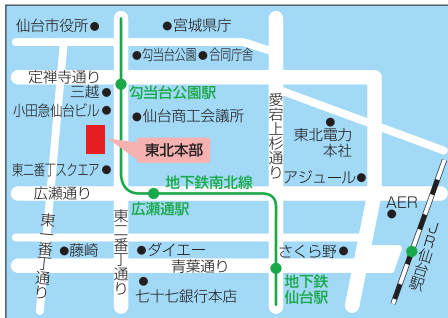 仙台市役所
宮城県庁
勾当台公園
合同庁舎
定禅寺通り
三越
勾当台公園駅
小田急仙台ビル
仙台商工会議所
愛宕上杉通り
東北電力
本社
東北本部
東二番丁スクエア
アジュール
地下鉄南北線
広瀬通り
広瀬通駅
AER
JR仙台駅
東一番丁通り
東二番丁通り
藤崎
ダイエー
さくら野
青葉通り
地下鉄
仙台駅
七十七銀行本店